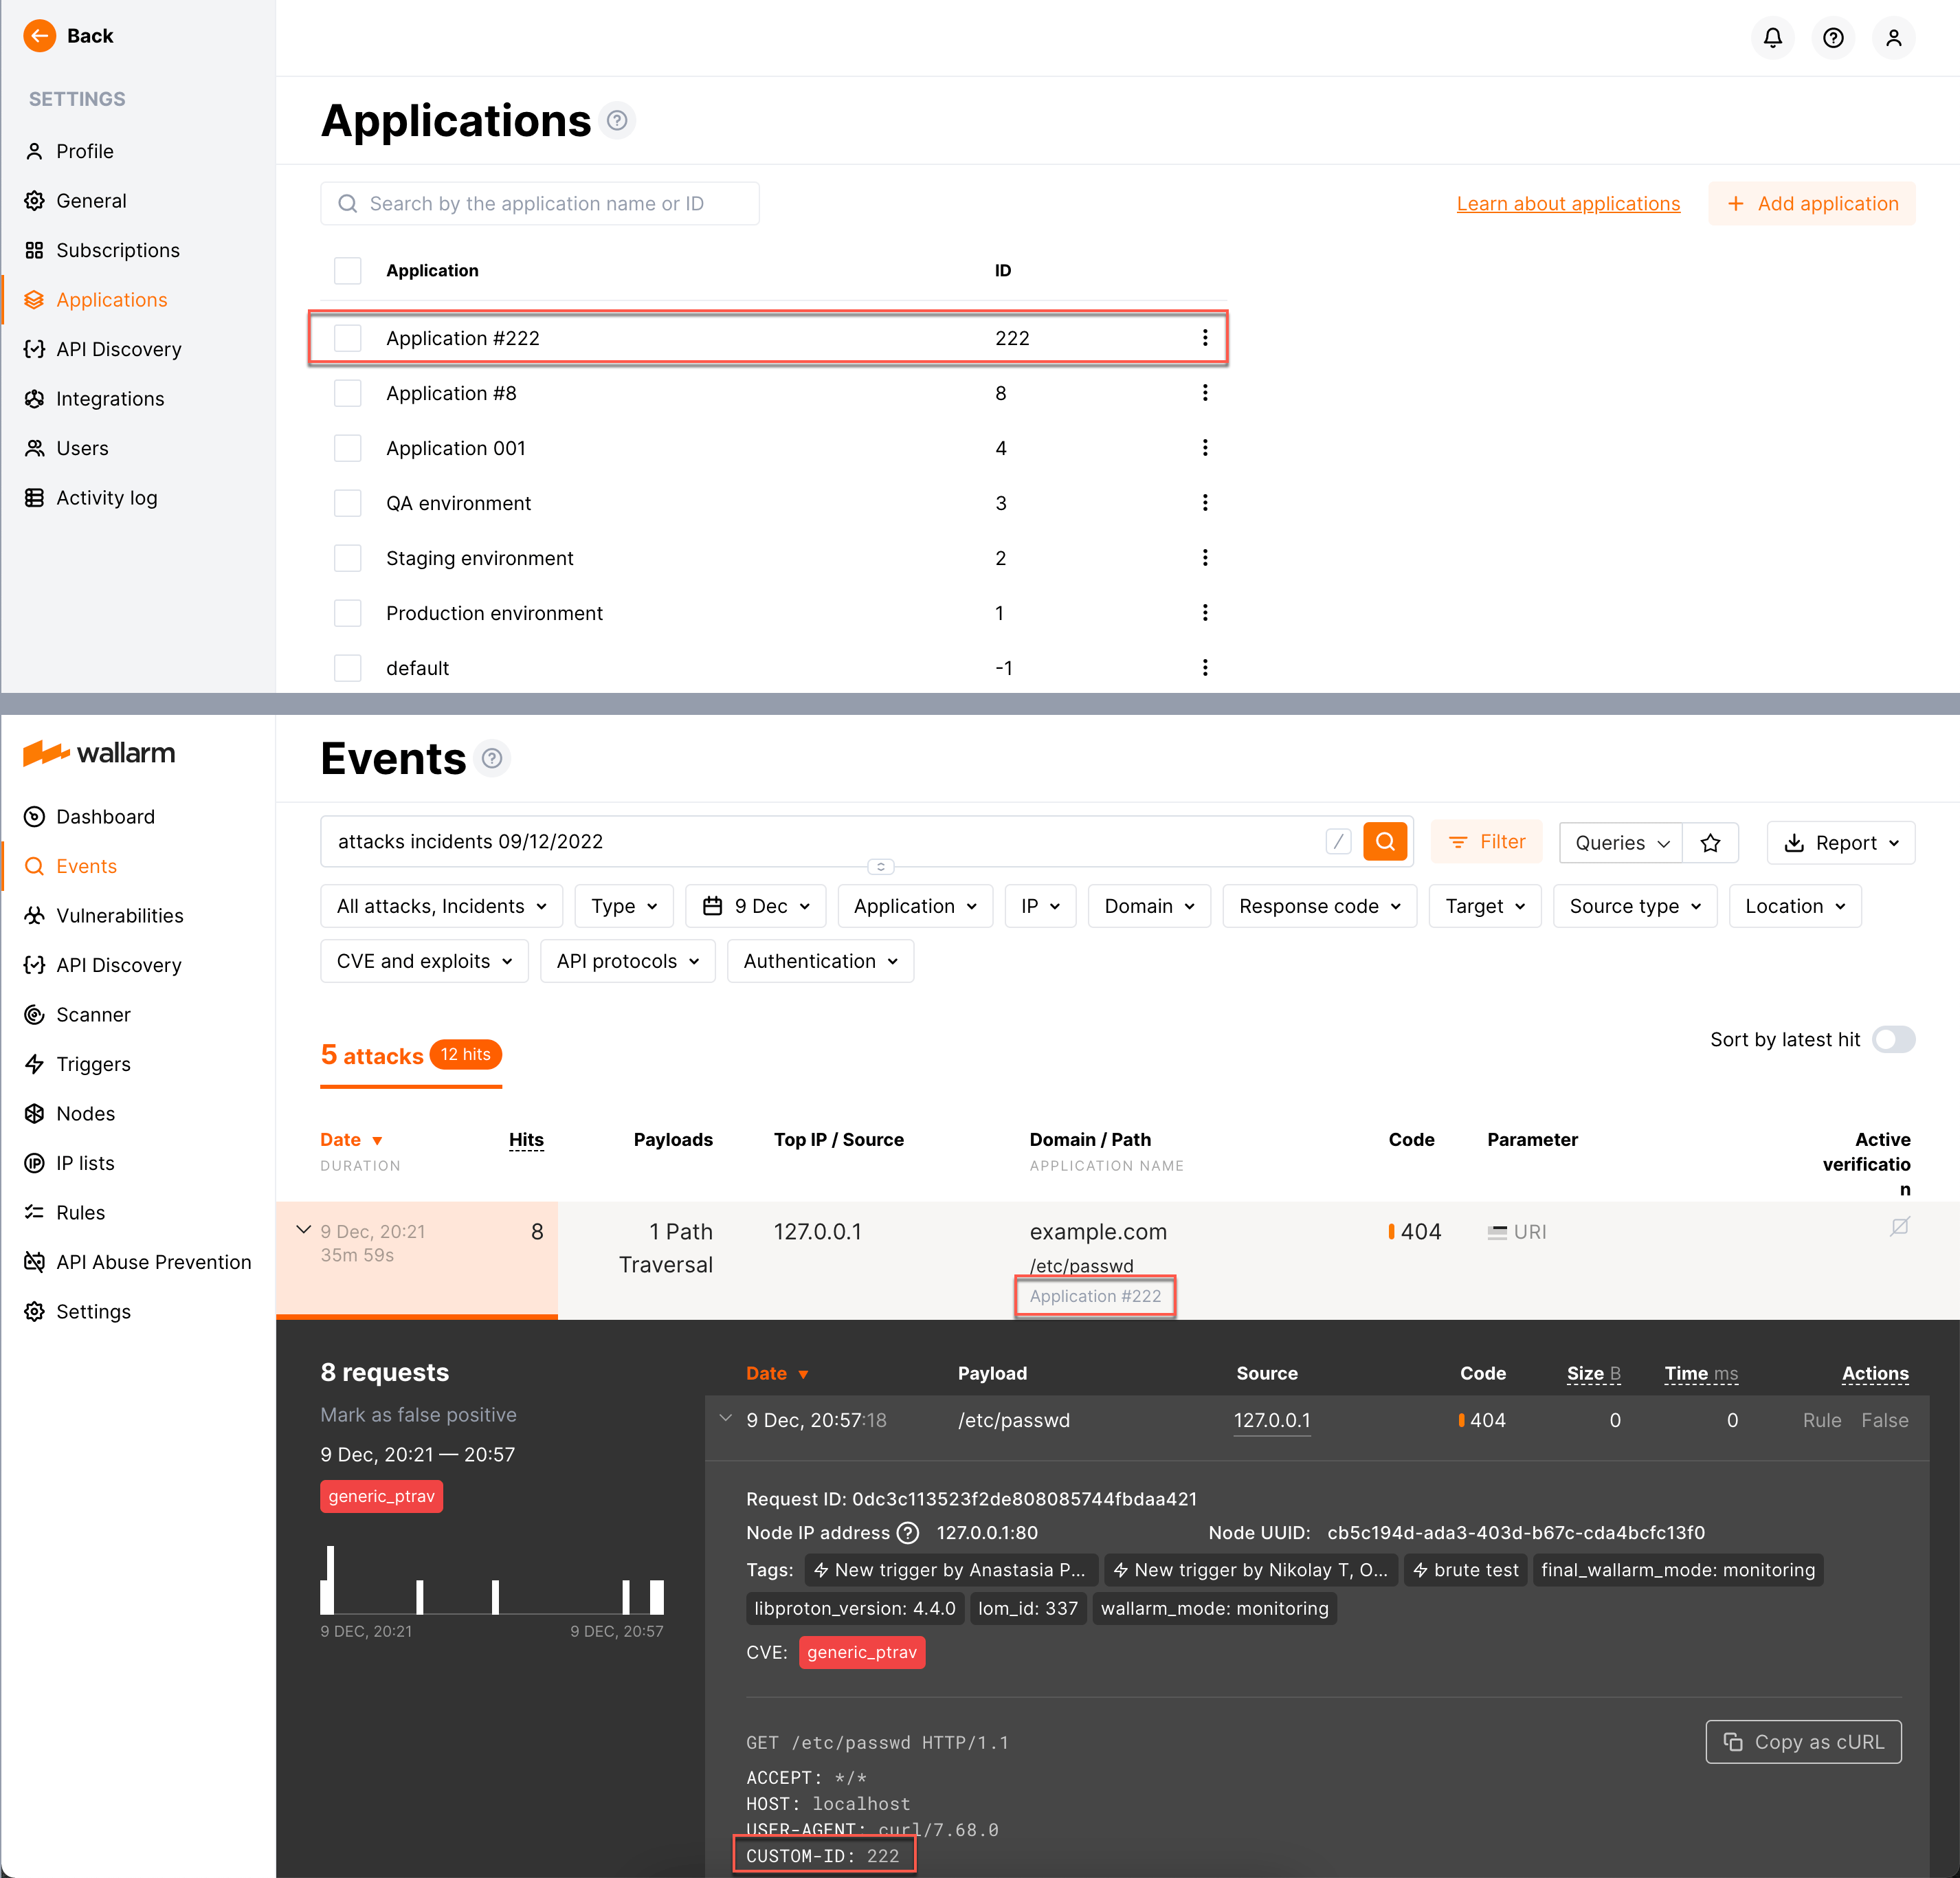 Back
SETTINGS
Profile
General
Subscriptions
Applications
API Discovery
Integrations
Users
Activity log
Applications
Search by the application name or ID
Learn about applications
+ Add application
Application ID
Application #222 222
Application #8 8
Application 001 4
QA environment 3
Staging environment 2
Production environment 1
default -1
wallarm
Dashboard
Events
Vulnerabilities
API Discovery
Scanner
Triggers
Nodes
IP lists
Rules
API Abuse Prevention
Settings
Events
attacks incidents 09/12/2022 /
Filter
Queries
Report
All attacks, Incidents Type 9 Dec Application IP Domain Response code Target Source type Location
CVE and exploits API protocols Authentication
5 attacks 12 hits
Sort by latest hit
Date Hits Payloads Top IP / Source Domain / Path Code Parameter Active
DURATION APPLICATION NAME verificatio
n
9 Dec, 20:21 8 1 Path 127.0.0.1 example.com 404 URI
35m 59s Traversal /etc/passwd
Application #222
8 requests
Mark as false positive
9 Dec, 20:21 — 20:57
generic_ptrav
9 DEC, 20:21 9 DEC, 20:57
Date Payload Source Code Size B Time ms Actions
9 Dec, 20:57:18 /etc/passwd 127.0.0.1 404 0 0 Rule False
Request ID: 0dc3c113523f2de808085744fbdaa421
Node IP address ? 127.0.0.1:80 Node UUID: cb5c194d-ada3-403d-b67c-cda4bcfc13f0
Tags: New trigger by Anastasia P... New trigger by Nikolay T, O... brute test final_wallarm_mode: monitoring
libproton_version: 4.4.0 lom_id: 337 wallarm_mode: monitoring
CVE: generic_ptrav
GET /etc/passwd HTTP/1.1
Copy as cURL
ACCEPT: */*
HOST: localhost
USER-AGENT: curl/7.68.0
CUSTOM-ID: 222